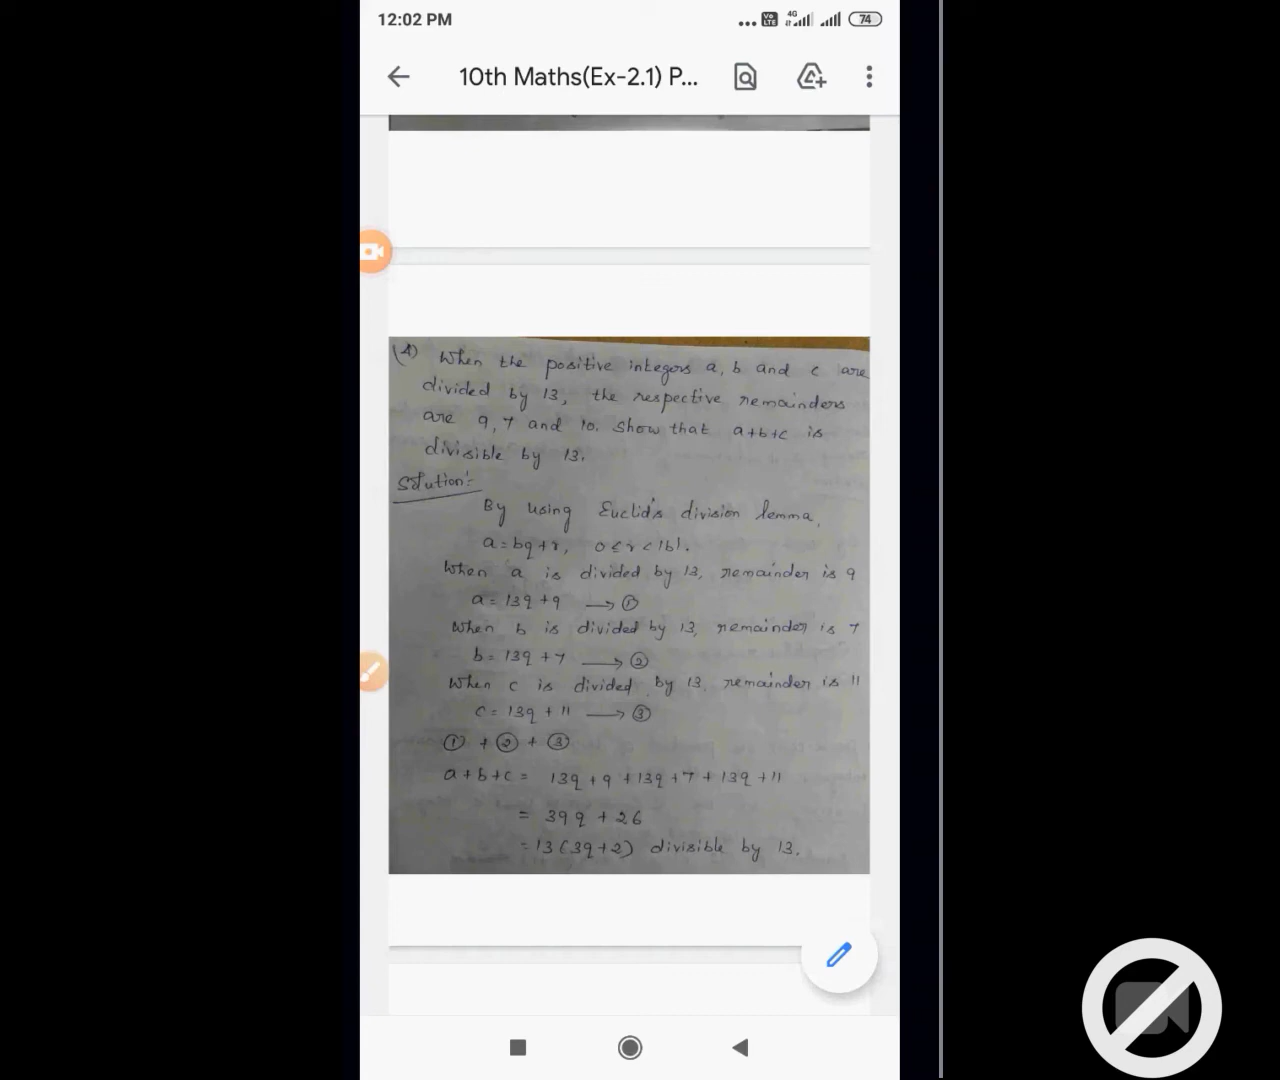 12:02 PM
4G
Vo LTE
74
10th Maths(Ex-2.1) P...
(4) When the positive integers a, b and c are
divided by 13, the respective remainders
are 9, 7 and 10. Show that a+b+c is
divisible by 13.
Solution:-
By using Euclid's division lemma,
a=bq+r, 0≤r<|b|.
When a is divided by 13, remainder is 9
a= 13q+9 → ①
When b is divided by 13, remainder is 7
b= 13q +7 → ②
When c is divided by 13, remainder is 11
c= 13q + 11 → ③
① + ② + ③
a+b+c = 13q+9 +13q +7 + 13q +11
= 39q + 26
= 13(3q+2) divisible by 13.